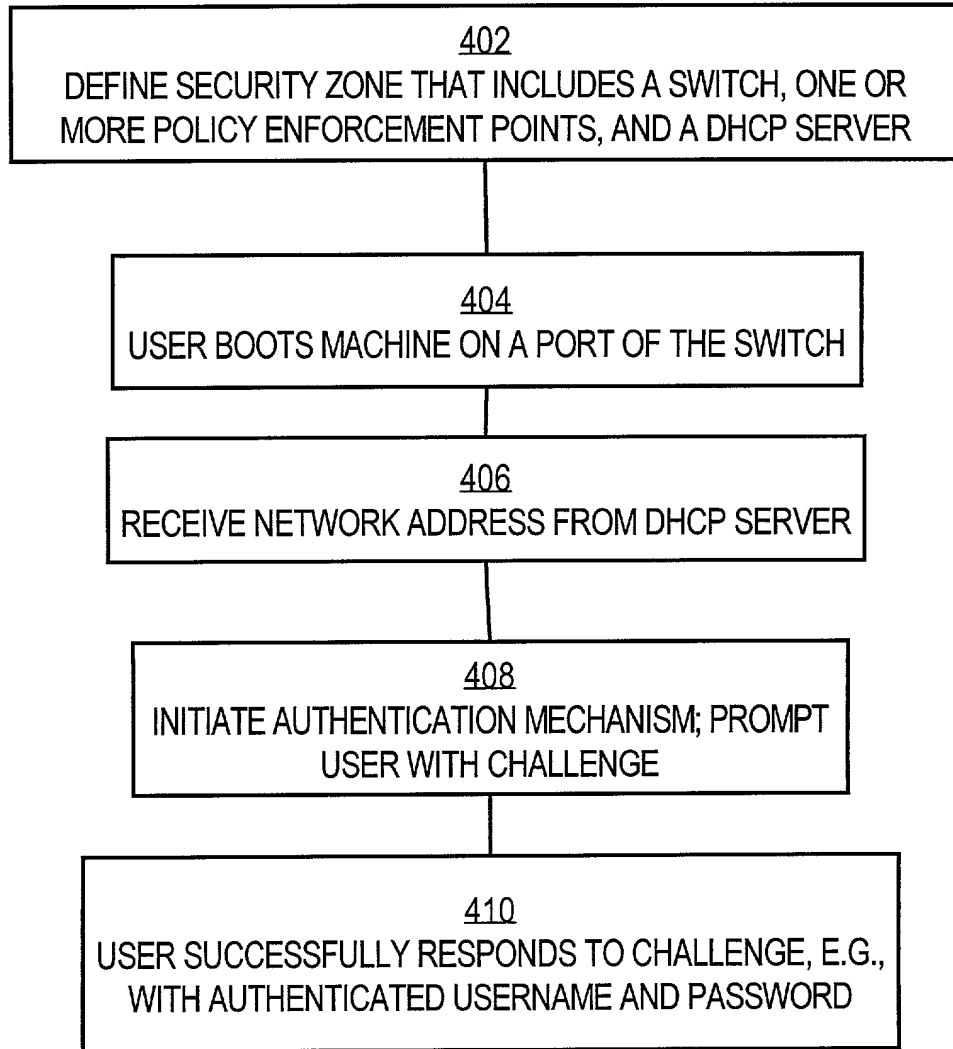 402
DEFINE SECURITY ZONE THAT INCLUDES A SWITCH, ONE OR
MORE POLICY ENFORCEMENT POINTS, AND A DHCP SERVER
404
USER BOOTS MACHINE ON A PORT OF THE SWITCH
406
RECEIVE NETWORK ADDRESS FROM DHCP SERVER
408
INITIATE AUTHENTICATION MECHANISM; PROMPT
USER WITH CHALLENGE
410
USER SUCCESSFULLY RESPONDS TO CHALLENGE, E.G.,
WITH AUTHENTICATED USERNAME AND PASSWORD